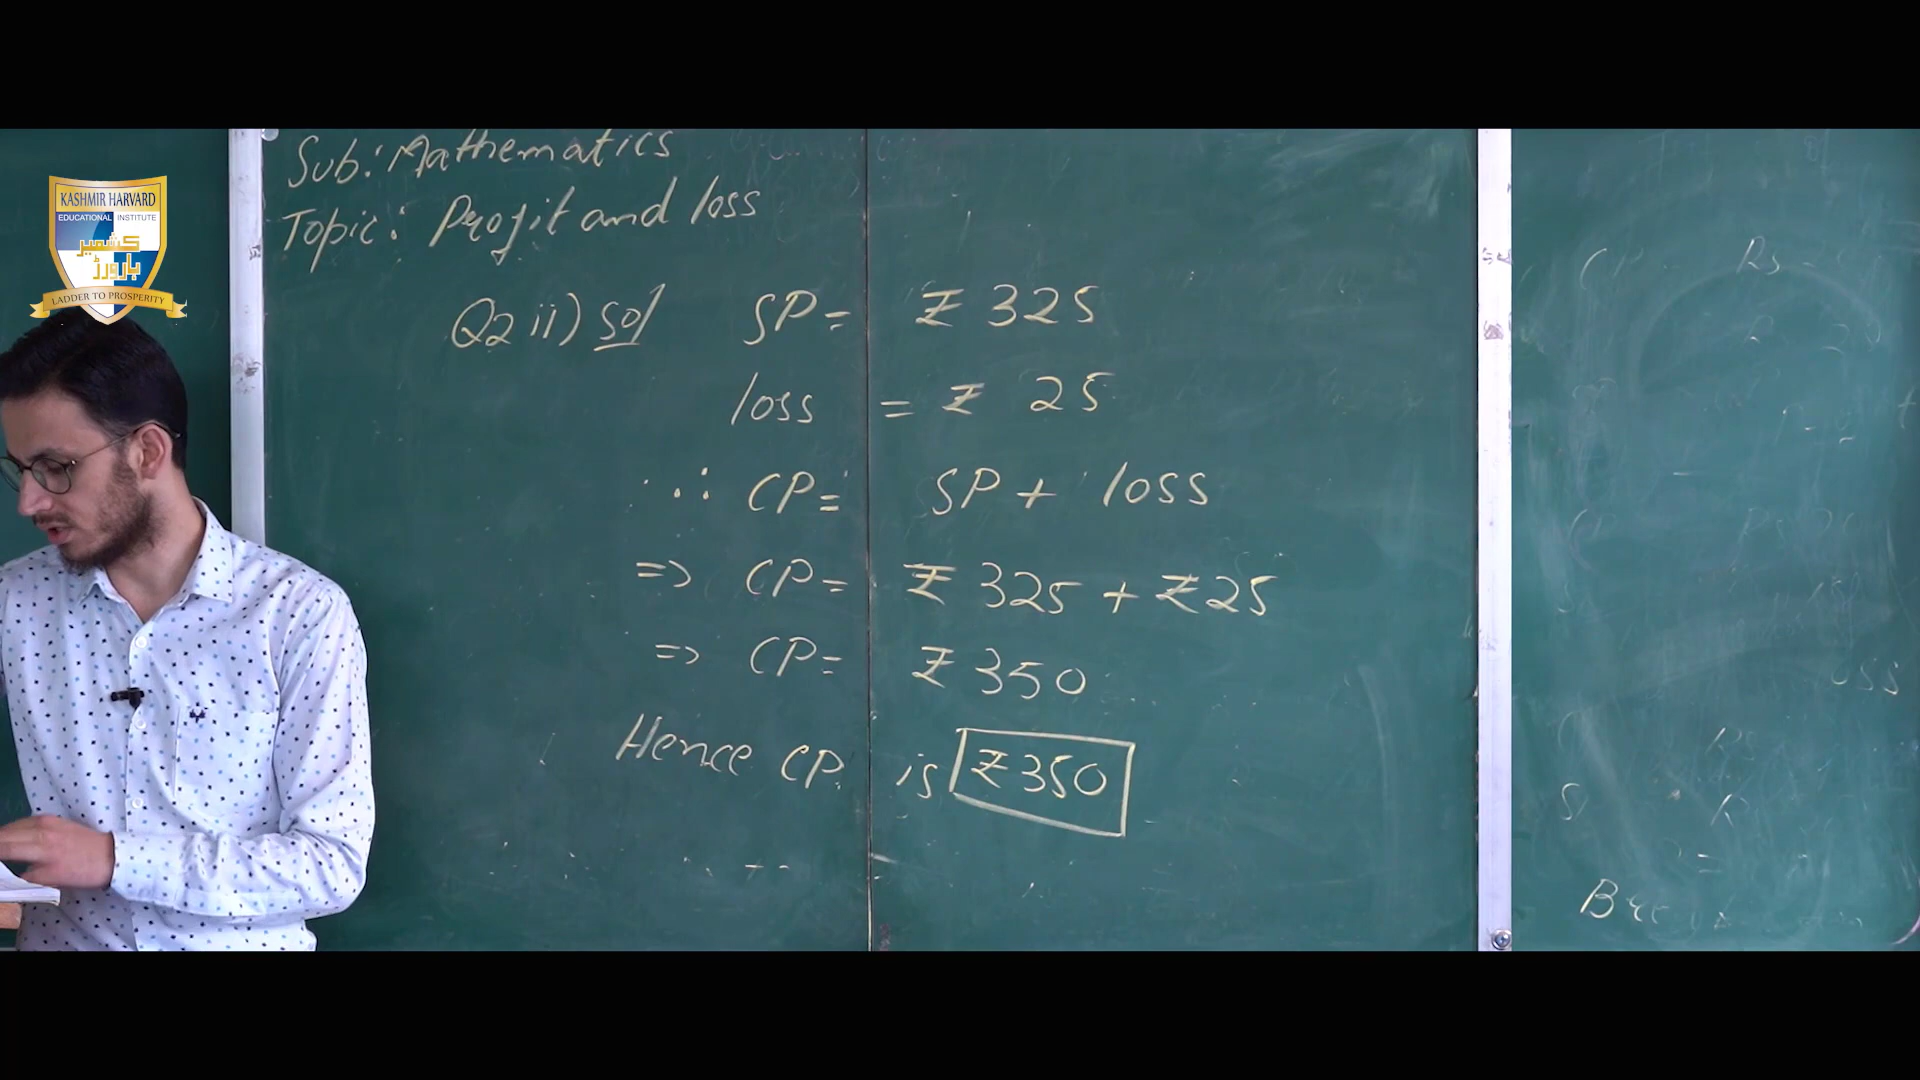 KASHMIR HARVARD
EDUCATIONAL INSTITUTE
کشمیر
ہارورڈ
LADDER TO PROSPERITY
Sub: Mathematics
Topic: Profit and loss
Q2 ii) sol SP = ₹ 325
loss = ₹ 25
∴ CP = SP + loss
=> CP = ₹ 325 + ₹ 25
=> CP = ₹ 350
Hence CP is ₹ 350